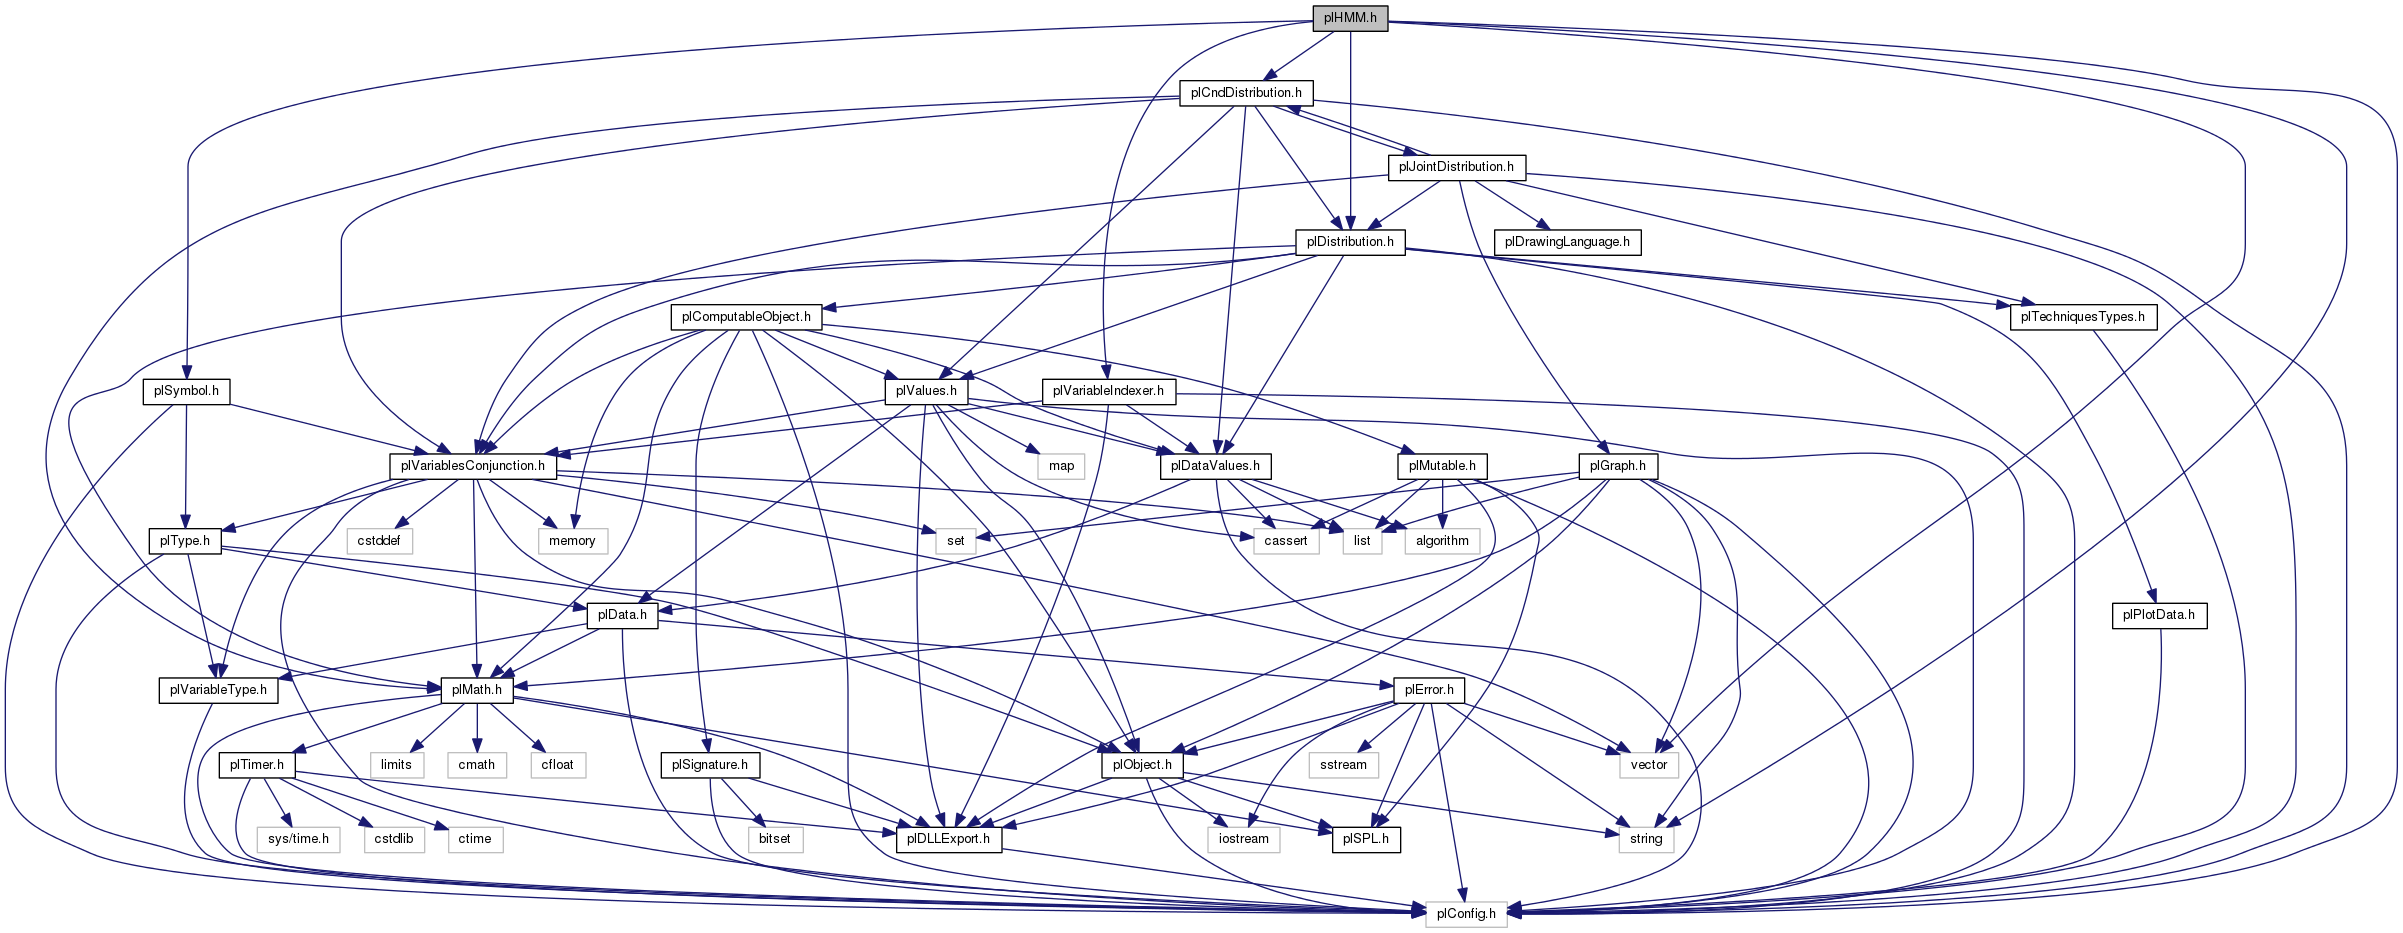 plHMM.h
plCndDistribution.h
plJointDistribution.h
plDistribution.h
plDrawingLanguage.h
plComputableObject.h
plTechniquesTypes.h
plSymbol.h
plValues.h
plVariableIndexer.h
plVariablesConjunction.h
map
plDataValues.h
plMutable.h
plGraph.h
plType.h
cstddef
memory
set
cassert
list
algorithm
plData.h
plPlotData.h
plVariableType.h
plMath.h
plError.h
plTimer.h
limits
cmath
cfloat
plSignature.h
plObject.h
sstream
vector
sys/time.h
cstdlib
ctime
bitset
plDLLExport.h
iostream
plSPL.h
string
plConfig.h